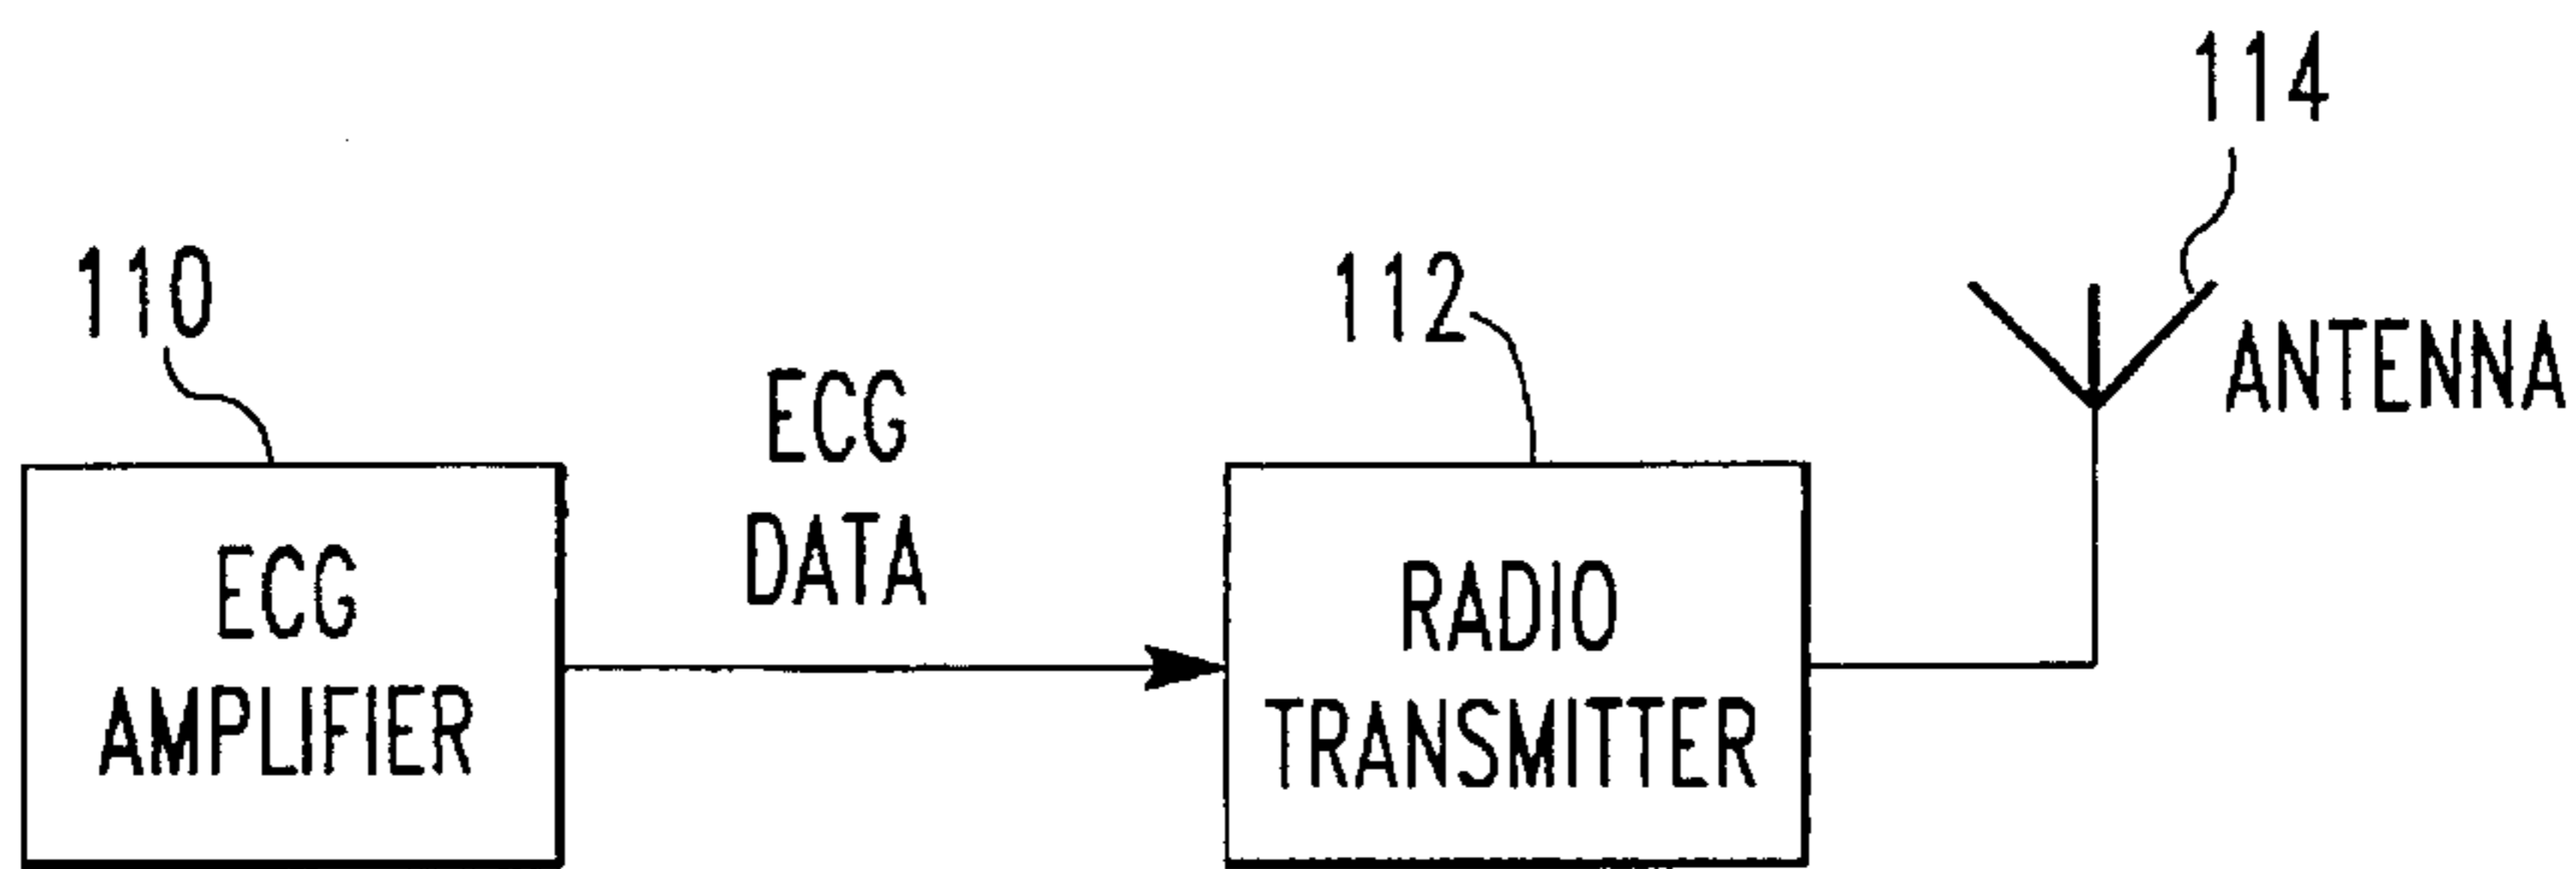 114
110
112
ECG
DATA
ANTENNA
ECG
AMPLIFIER
RADIO
TRANSMITTER